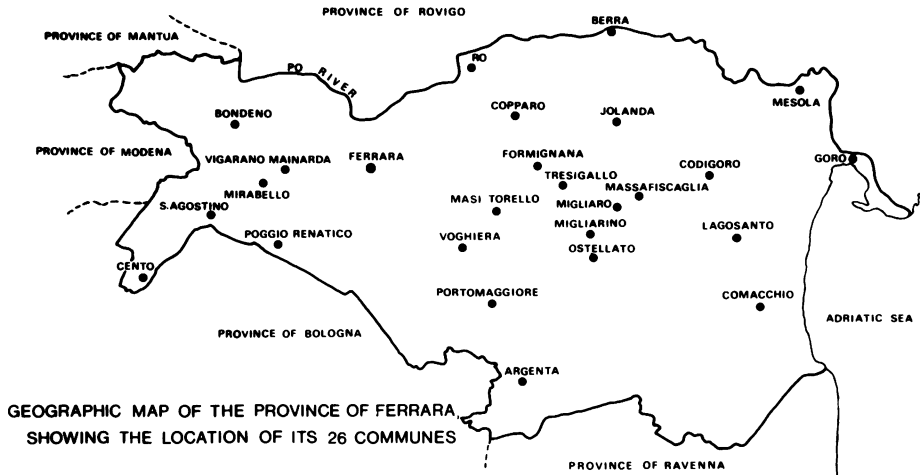 PROVINCE OF ROVIGO
BERRA
PROVINCE OF MANTUA
RO
PO RIVER
MESOLA
COPPARO
JOLANDA
BONDENO
PROVINCE OF MODENA
VIGARANO MAINARDA
FERRARA
FORMIGNANA
CODIGORO
GORO
TRESIGALLO
MASSAFISCAGLIA
MIRABELLO
MASI TORELLO
MIGLIARO
S.AGOSTINO
POGGIO RENATICO
VOGHIERA
MIGLIARINO
LAGOSANTO
OSTELLATO
CENTO
PORTOMAGGIORE
COMACCHIO
ADRIATIC SEA
PROVINCE OF BOLOGNA
ARGENTA
GEOGRAPHIC MAP OF THE PROVINCE OF FERRARA,
SHOWING THE LOCATION OF ITS 26 COMMUNES
PROVINCE OF RAVENNA